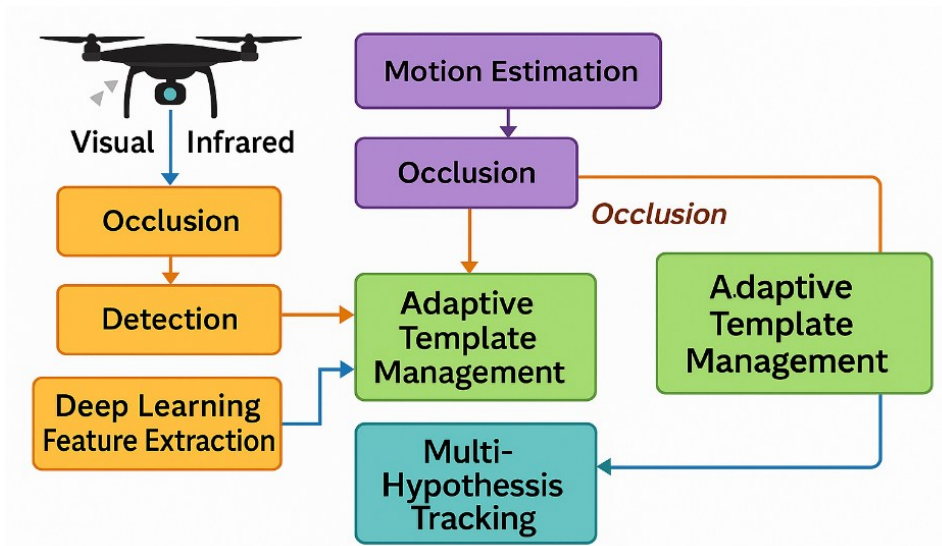 Visual Infrared
Occlusion
Detection
Deep Learning
Feature Extraction
Motion Estimation
Occlusion
Occlusion
Adaptive
Template
Management
Adaptive
Template
Management
Multi-
Hypothessis
Tracking